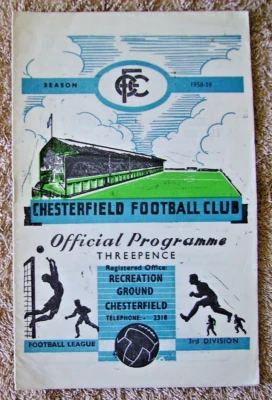 CFC
SEASON 1958-59
CHESTERFIELD FOOTBALL CLUB
Official Programme
THREEPENCE
Registered Office:
RECREATION
GROUND
CHESTERFIELD
TELEPHONE:- 2318
FOOTBALL LEAGUE 3rd DIVISION